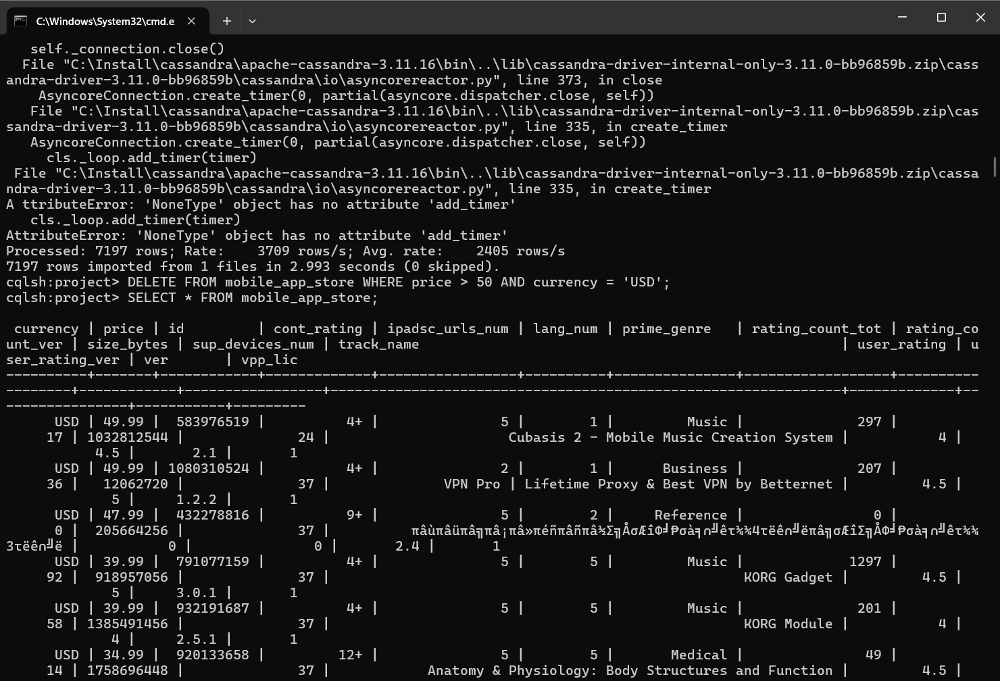 C:\Windows\System32\cmd.e
self._connection.close()
File "C:\Install\cassandra\apache-cassandra-3.11.16\bin\..\lib\cassandra-driver-internal-only-3.11.0-bb96859b.zip\cass
andra-driver-3.11.0-bb96859b\cassandra\io\asyncorereactor.py", line 373, in close
AsyncoreConnection.create_timer(0, partial(asyncore.dispatcher.close, self))
File "C:\Install\cassandra\apache-cassandra-3.11.16\bin\..\lib\cassandra-driver-internal-only-3.11.0-bb96859b.zip\cas
sandra-driver-3.11.0-bb96859b\cassandra\io\asyncorereactor.py", line 335, in create_timer
AsyncoreConnection.create_timer(0, partial(asyncore.dispatcher.close, self))
cls._loop.add_timer(timer)
File "C:\Install\cassandra\apache-cassandra-3.11.16\bin\..\lib\cassandra-driver-internal-only-3.11.0-bb96859b.zip\cassa
ndra-driver-3.11.0-bb96859b\cassandra\io\asyncorereactor.py", line 335, in create_timer
A ttributeError: 'NoneType' object has no attribute 'add_timer'
cls._loop.add_timer(timer)
AttributeError: 'NoneType' object has no attribute 'add_timer'
Processed: 7197 rows; Rate:    3709 rows/s; Avg. rate:    2405 rows/s
7197 rows imported from 1 files in 2.993 seconds (0 skipped).
cqlsh:project> DELETE FROM mobile_app_store WHERE price > 50 AND currency = 'USD';
cqlsh:project> SELECT * FROM mobile_app_store;
currency | price | id | cont_rating | ipadsc_urls_num | lang_num | prime_genre | rating_count_tot | rating_co
unt_ver | size_bytes | sup_devices_num | track_name | user_rating | u
ser_rating_ver | ver | vpp_lic
USD | 49.99 | 583976519 | 4+ | 5 | 1 | Music | 297 |
17 | 1032812544 | 24 | Cubasis 2 - Mobile Music Creation System | 4 |
4.5 | 2.1 | 1
USD | 49.99 | 1080310524 | 4+ | 2 | 1 | Business | 207 |
36 | 12062720 | 37 | VPN Pro | Lifetime Proxy & Best VPN by Betternet | 4.5 |
5 | 1.2.2 | 1
USD | 47.99 | 432278816 | 9+ | 5 | 2 | Reference | 0 |
0 | 205664256 | 37 |
| 0 | 0 | 2.4 | 1
USD | 39.99 | 791077159 | 4+ | 5 | 5 | Music | 1297 |
92 | 918957056 | 37 | KORG Gadget | 4.5 |
5 | 3.0.1 | 1
USD | 39.99 | 932191687 | 4+ | 5 | 5 | Music | 201 |
58 | 1385491456 | 37 | KORG Module | 4 |
4 | 2.5.1 | 1
USD | 34.99 | 920133658 | 12+ | 5 | 5 | Medical | 49 |
14 | 1758696448 | 37 | Anatomy & Physiology: Body Structures and Function | 4.5 |